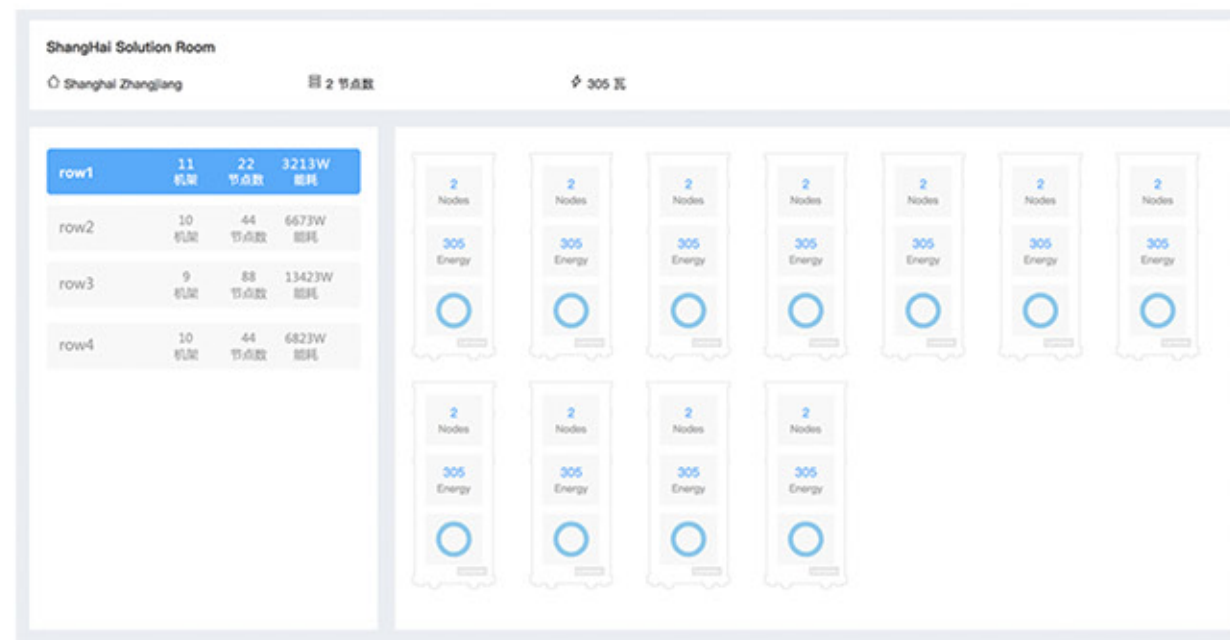 ShangHai Solution Room
Shanghai Zhangjiang 2 节点数 305 瓦
row1 11 22 3213W
机架 节点数 能耗
row2 10 44 6673W
机架 节点数 能耗
row3 9 88 13423W
机架 节点数 能耗
row4 10 44 6823W
机架 节点数 能耗
2 2 2 2 2 2 2
Nodes Nodes Nodes Nodes Nodes Nodes Nodes
305 305 305 305 305 305 305
Energy Energy Energy Energy Energy Energy Energy
2 2 2 2
Nodes Nodes Nodes Nodes
305 305 305 305
Energy Energy Energy Energy